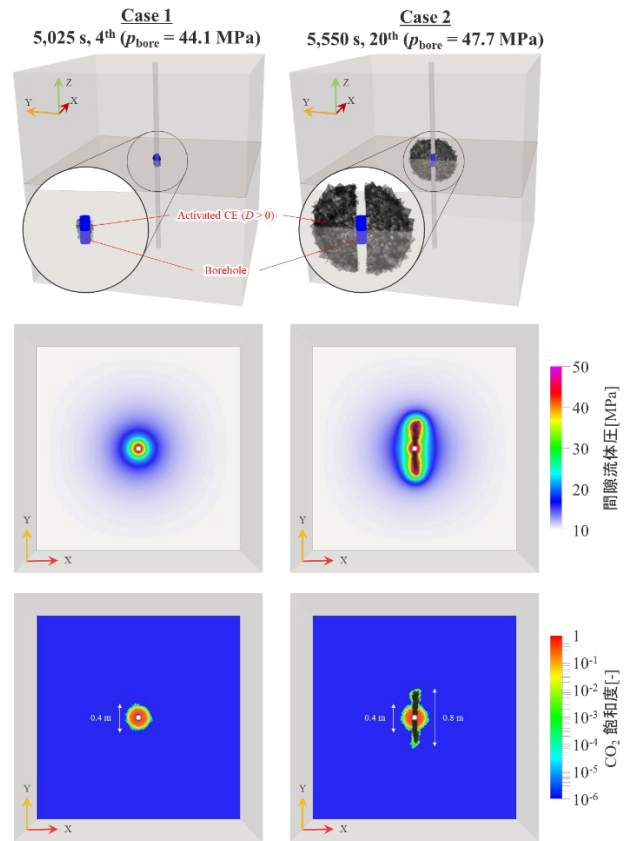 Case 1
5,025 s, 4th (pbore = 44.1 MPa)
Case 2
5,550 s, 20th (pbore = 47.7 MPa)
Z
Y
X
Z
Y
X
Activated CE (D > 0)
Borehole
Y
X
Y
X
50
40
30
20
10
間隙流体圧[MPa]
0.4 m
Y
X
0.4 m
0.8 m
Y
X
1
10-1
10-2
10-3
10-4
10-5
10-6
CO2 飽和度[-]